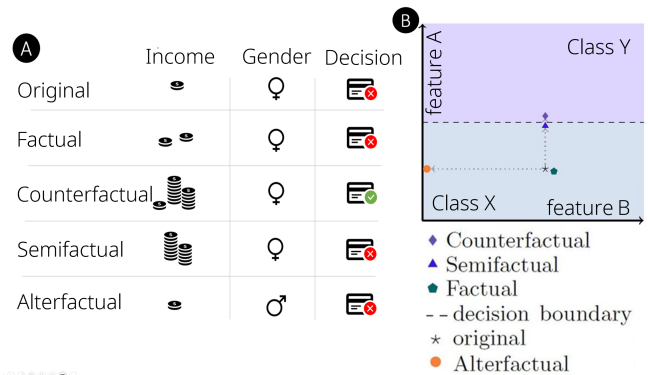 A
Income Gender Decision
Original
Factual
Counterfactual
Semifactual
Alterfactual
B
feature A
Class Y
Class X
feature B
Counterfactual
Semifactual
Factual
decision boundary
original
Alterfactual